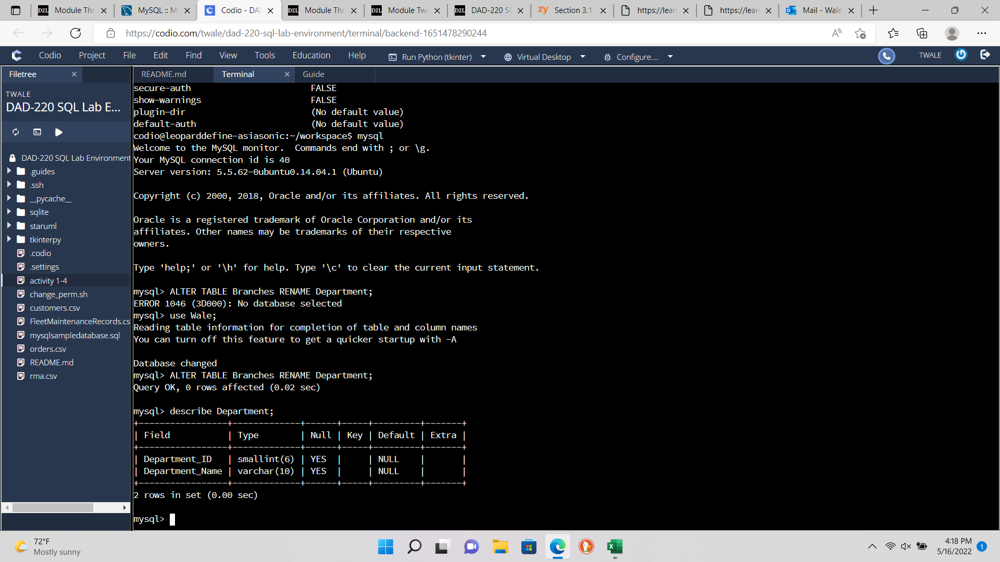 Module Thr
MySQL :: M
Codio - DAD
Module Thr
Module Two
DAD-220 SQ
zy Section 3.1
https://lear
https://lear
Mail - Wale
https://codio.com/twale/dad-220-sql-lab-environment/terminal/backend-1651478290244
Codio Project File Edit Find View Tools Education Help Run Python (tkinter) Virtual Desktop Configure.... TWALE
Filetree
README.md Terminal Guide
TWALE
DAD-220 SQL Lab E...
DAD-220 SQL Lab Environment
.guides
.ssh
__pycache__
sqlite
staruml
tkinterpy
.codio
.settings
activity 1-4
change_perm.sh
customers.csv
FleetMaintenanceRecords.cs
mysqlsampledatabase.sql
orders.csv
README.md
rma.csv
secure-auth FALSE
show-warnings FALSE
plugin-dir (No default value)
default-auth (No default value)
codio@leoparddefine-asiasonic:~/workspace$ mysql
Welcome to the MySQL monitor.  Commands end with ; or \g.
Your MySQL connection id is 40
Server version: 5.5.62-0ubuntu0.14.04.1 (Ubuntu)
Copyright (c) 2000, 2018, Oracle and/or its affiliates. All rights reserved.
Oracle is a registered trademark of Oracle Corporation and/or its
affiliates. Other names may be trademarks of their respective
owners.
Type 'help;' or '\h' for help. Type '\c' to clear the current input statement.
mysql> ALTER TABLE Branches RENAME Department;
ERROR 1046 (3D000): No database selected
mysql> use Wale;
Reading table information for completion of table and column names
You can turn off this feature to get a quicker startup with -A
Database changed
mysql> ALTER TABLE Branches RENAME Department;
Query OK, 0 rows affected (0.02 sec)
mysql> describe Department;
+-----------------+-------------+------+-----+---------+-------+
| Field           | Type        | Null | Key | Default | Extra |
+-----------------+-------------+------+-----+---------+-------+
| Department_ID   | smallint(6) | YES  |     | NULL    |       |
| Department_Name | varchar(10) | YES  |     | NULL    |       |
+-----------------+-------------+------+-----+---------+-------+
2 rows in set (0.00 sec)
mysql>
72°F
Mostly sunny
4:18 PM
5/16/2022
1